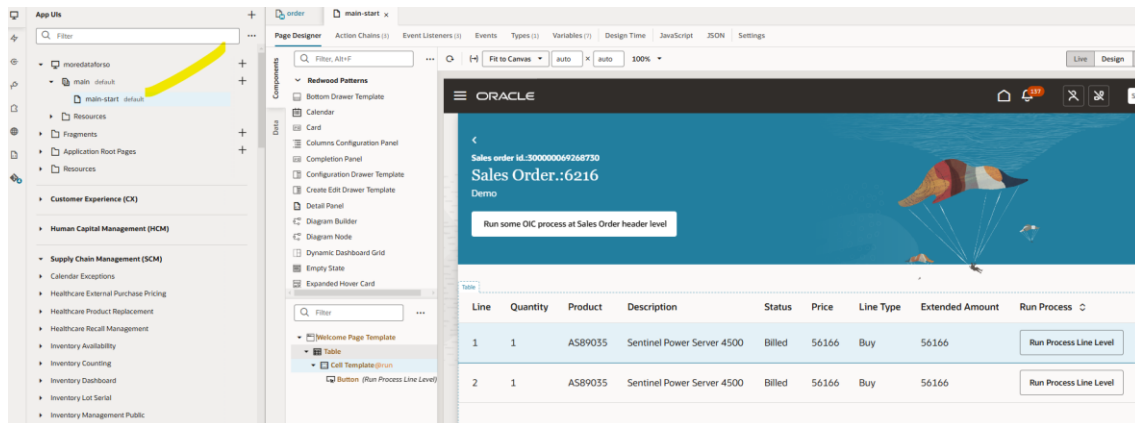 App UIs
order
main-start x
Filter
Page Designer Action Chains (3) Event Listeners (3) Events Types (1) Variables (7) Design Time JavaScript JSON Settings
moredataforso
main default
main-start default
Resources
Fragments
Application Root Pages
Resources
Customer Experience (CX)
Human Capital Management (HCM)
Supply Chain Management (SCM)
Calendar Exceptions
Healthcare External Purchase Pricing
Healthcare Product Replacement
Healthcare Recall Management
Inventory Availability
Inventory Counting
Inventory Dashboard
Inventory Lot Serial
Inventory Management Public
Components
Data
Filter, Alt+F
Redwood Patterns
Bottom Drawer Template
Calendar
Card
Columns Configuration Panel
Completion Panel
Configuration Drawer Template
Create Edit Drawer Template
Detail Panel
Diagram Builder
Diagram Node
Dynamic Dashboard Grid
Empty State
Expanded Hover Card
Filter
Welcome Page Template
Table
Cell Template@run
Button (Run Process Line Level)
Fit to Canvas auto × auto 100%
Live Design
ORACLE
137
Sales order id.:300000069268730
Sales Order.:6216
Demo
Run some OIC process at Sales Order header level
Table
Line Quantity Product Description Status Price Line Type Extended Amount Run Process
1 1 AS89035 Sentinel Power Server 4500 Billed 56166 Buy 56166 Run Process Line Level
2 1 AS89035 Sentinel Power Server 4500 Billed 56166 Buy 56166 Run Process Line Level